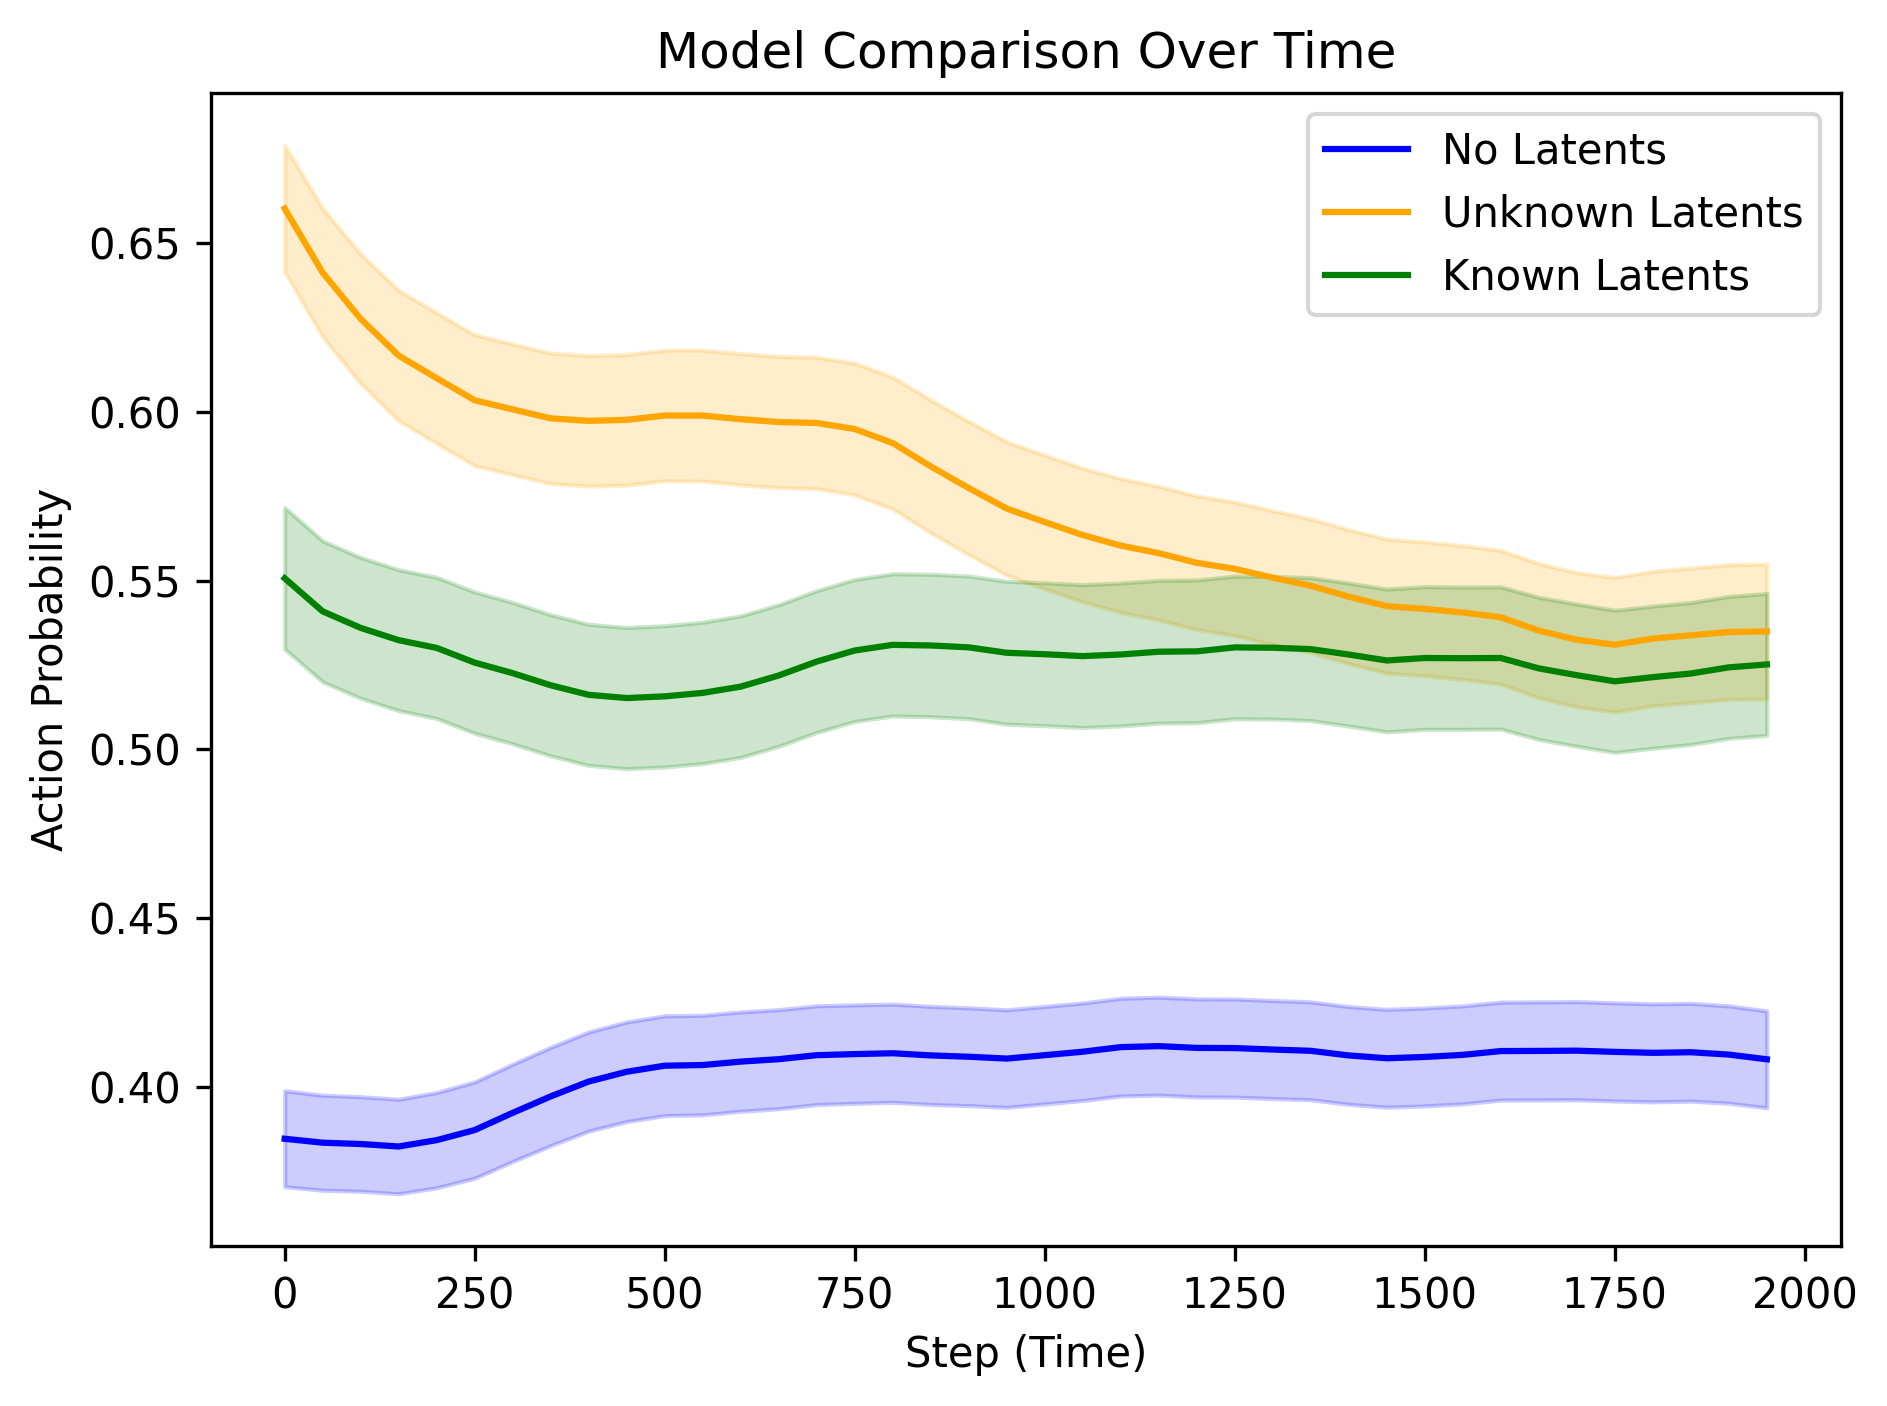 Model Comparison Over Time
No Latents
Unknown Latents
Known Latents
0.65
0.60
0.55
0.50
0.45
0.40
Action Probability
0 250 500 750 1000 1250 1500 1750 2000
Step (Time)